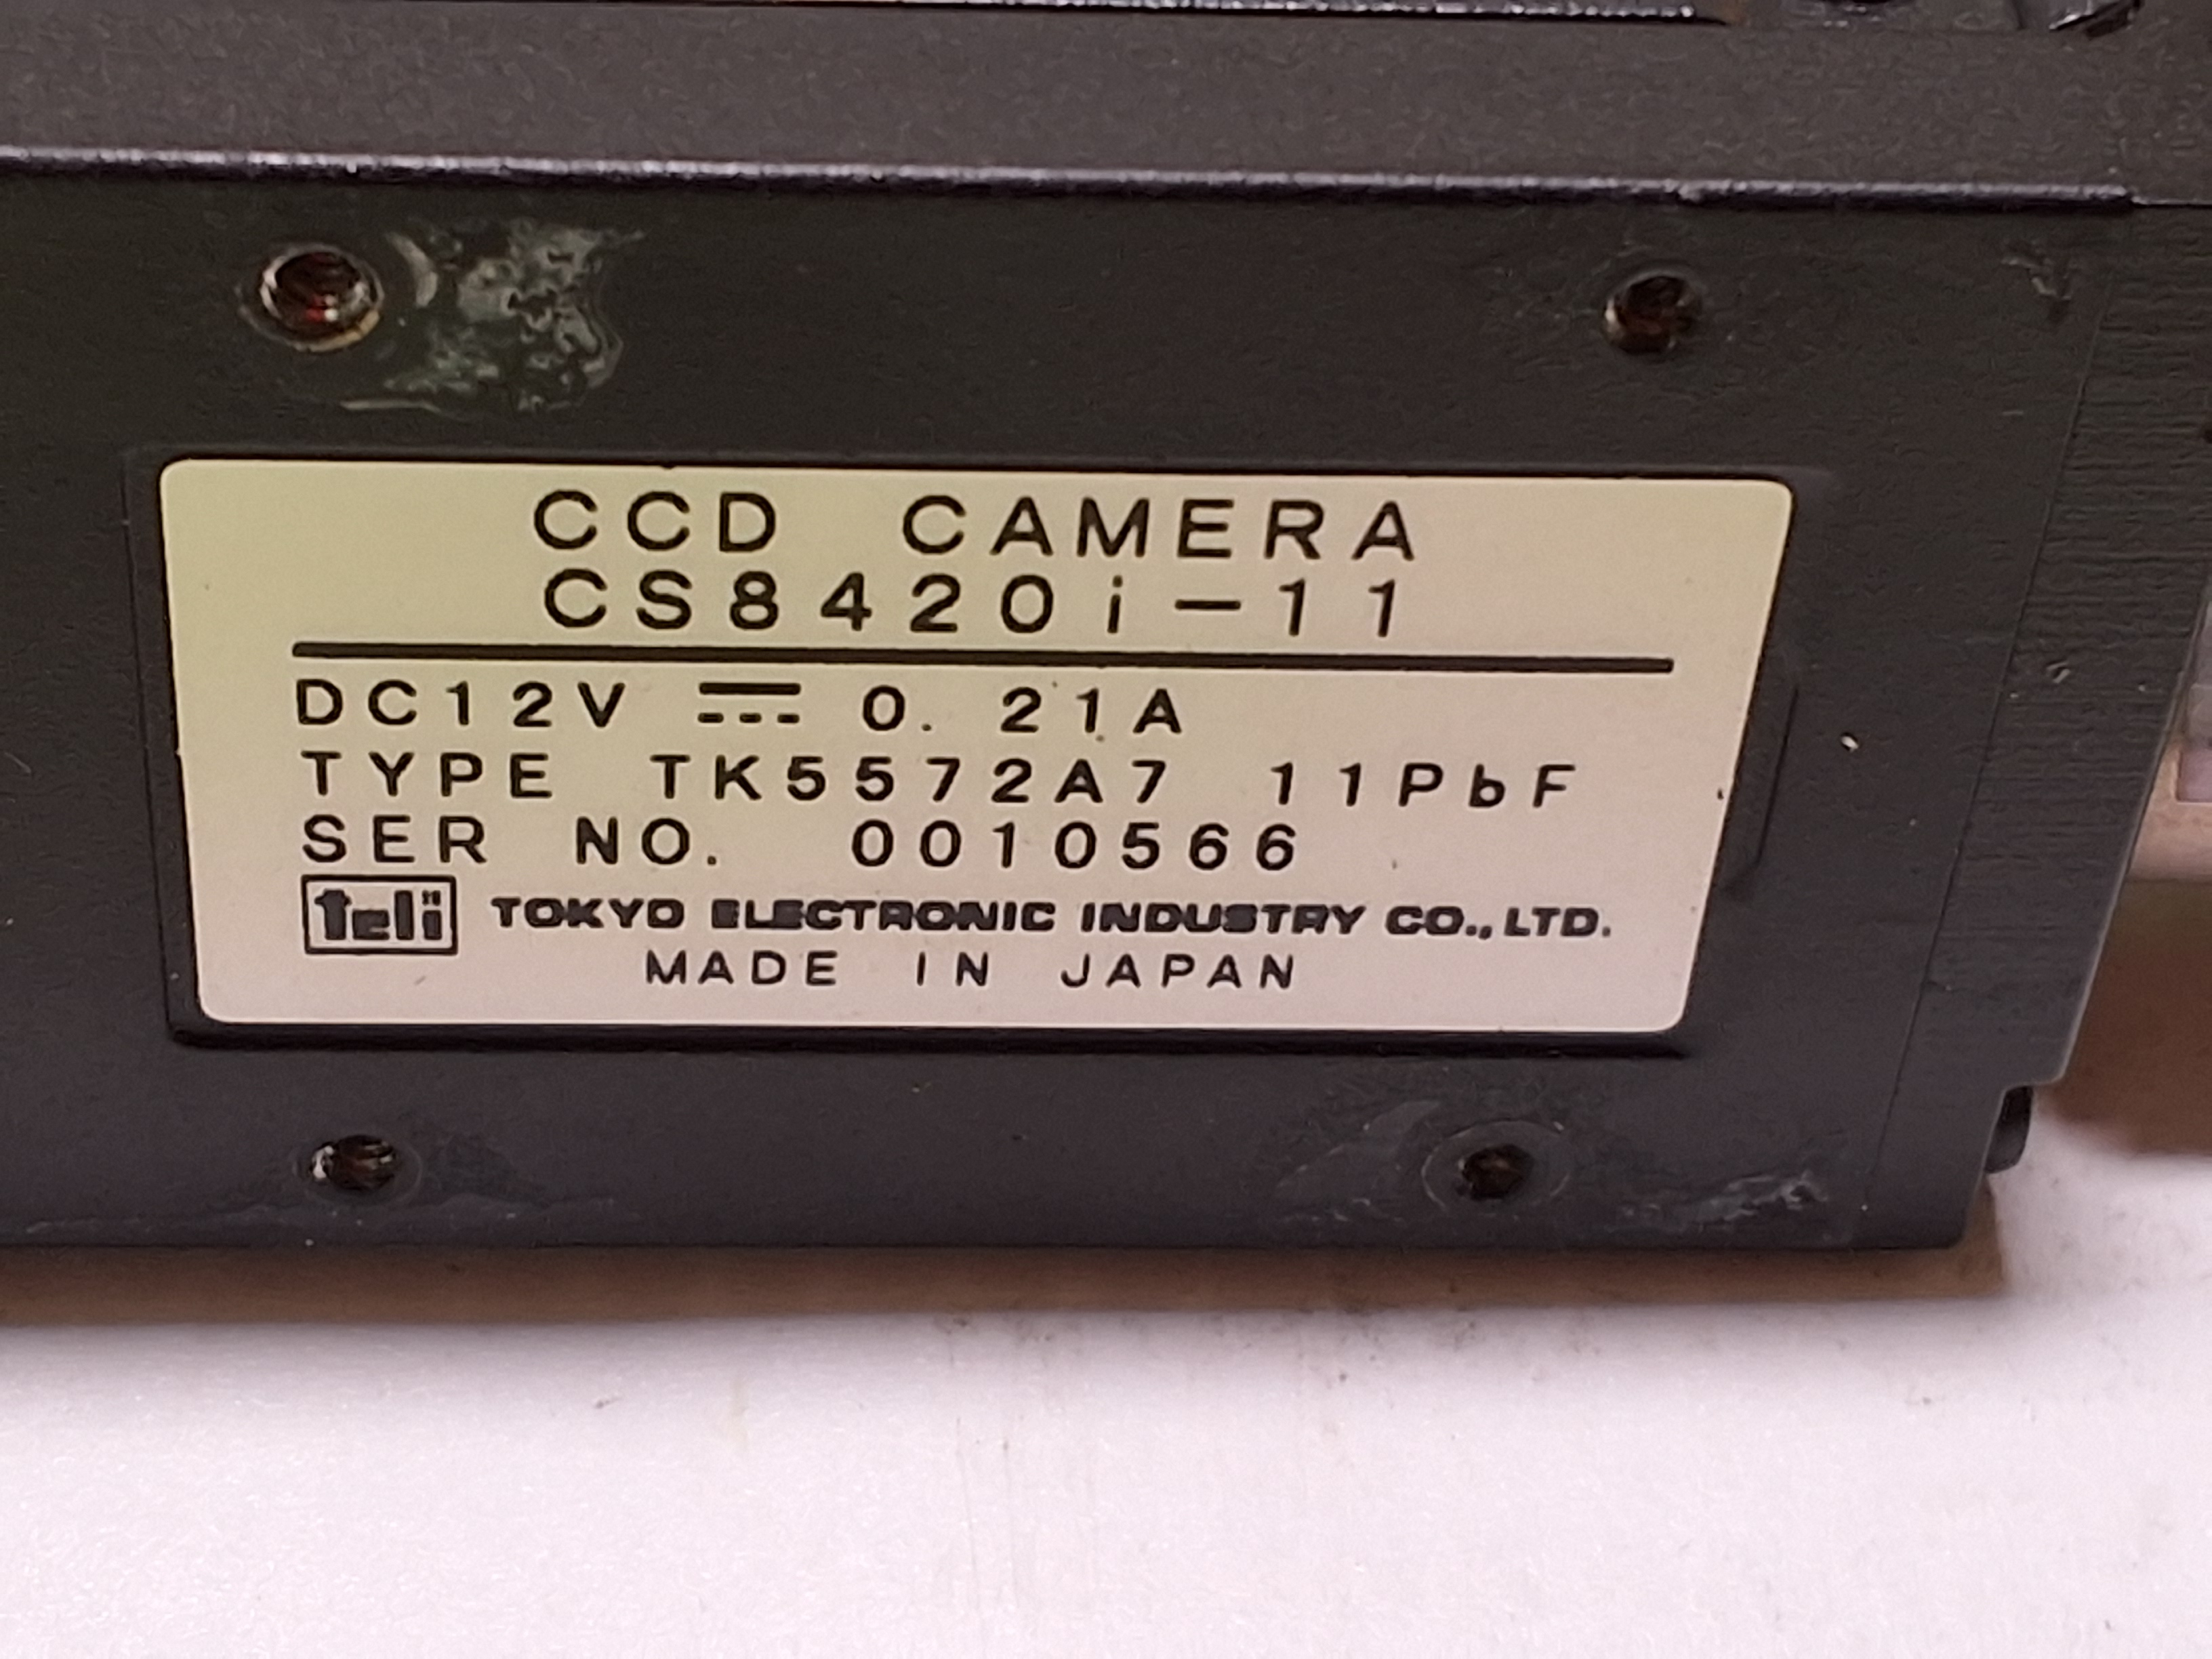 CCD CAMERA
CS8420i-11
DC12V ⎓ 0.21A
TYPE TK5572A7 11PbF
SER NO. 0010566
teli TOKYO ELECTRONIC INDUSTRY CO., LTD.
MADE IN JAPAN